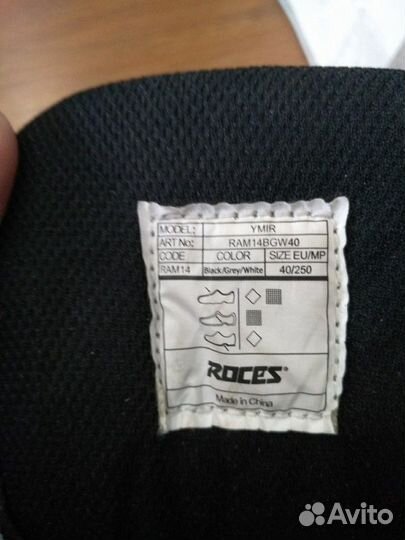 MODEL: YMIR
ART No: RAM14BGW40
CODE COLOR SIZE EU/MP
RAM14 Black/Grey/White 40/250
ROCES®
Made in China
Avito